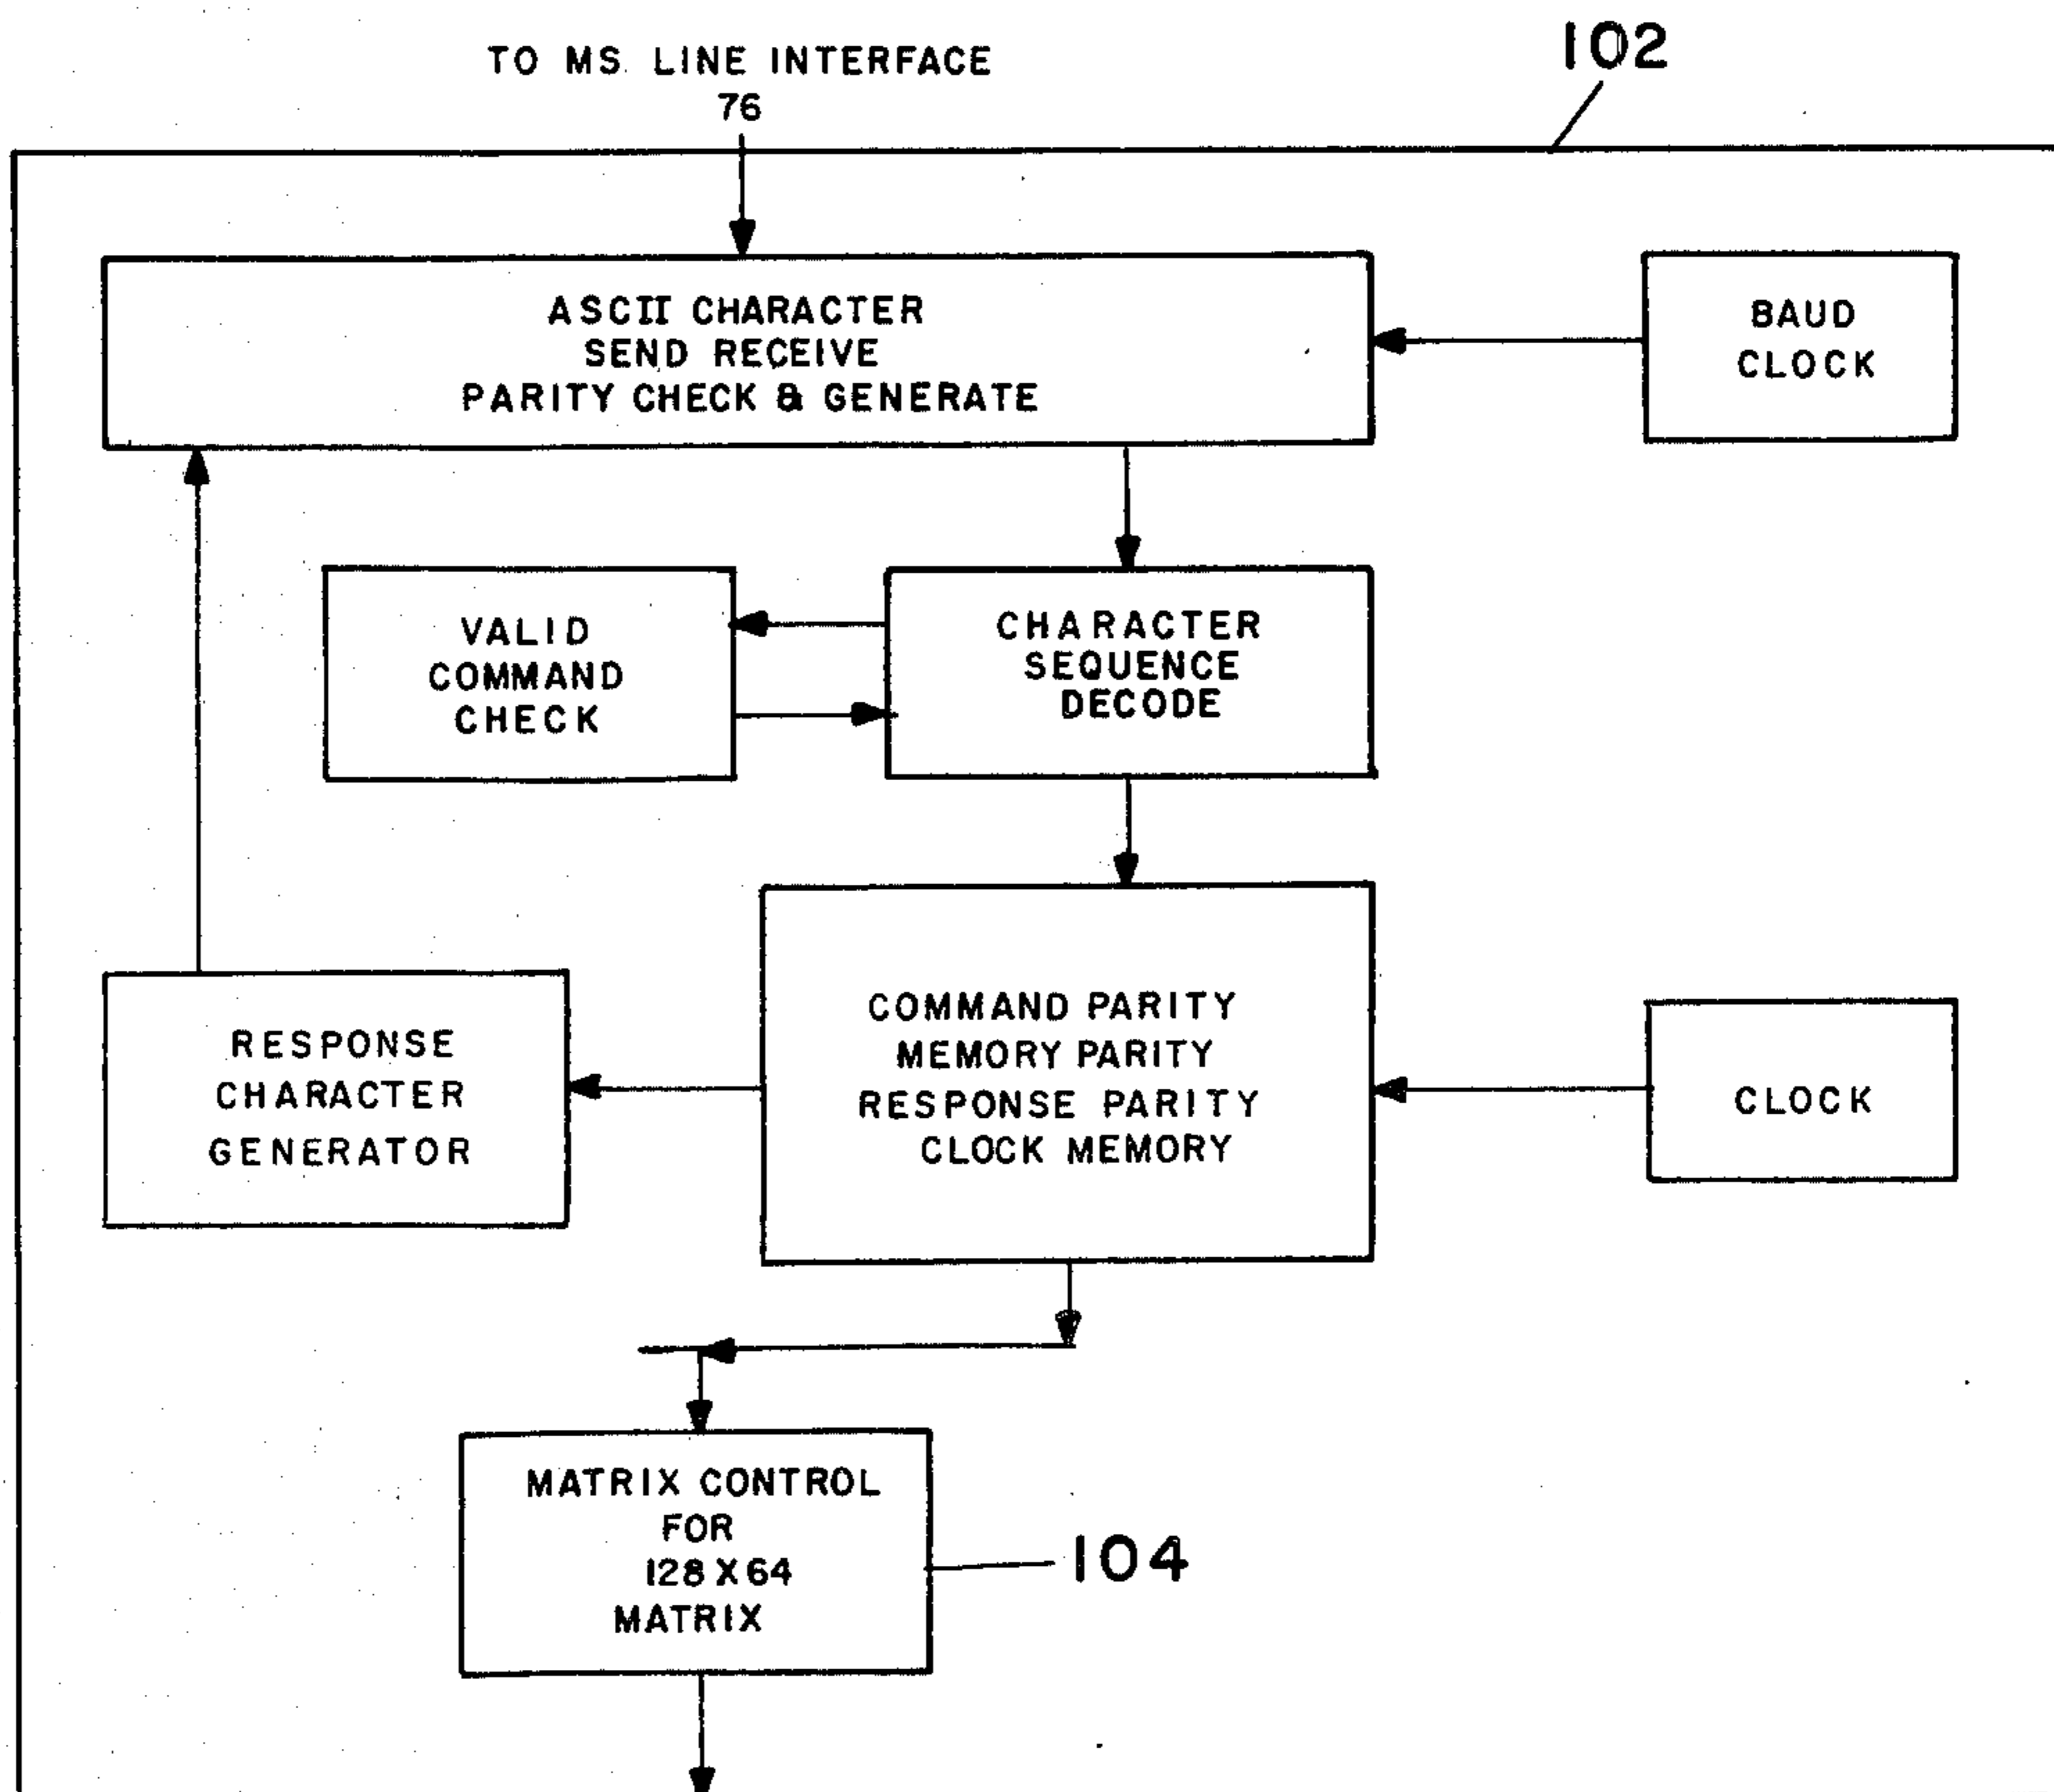 102
TO MS. LINE INTERFACE
76
ASCII CHARACTER
SEND RECEIVE
PARITY CHECK & GENERATE
BAUD
CLOCK
VALID
COMMAND
CHECK
CHARACTER
SEQUENCE
DECODE
RESPONSE
CHARACTER
GENERATOR
COMMAND PARITY
MEMORY PARITY
RESPONSE PARITY
CLOCK MEMORY
CLOCK
MATRIX CONTROL
FOR
128 X 64
MATRIX
104